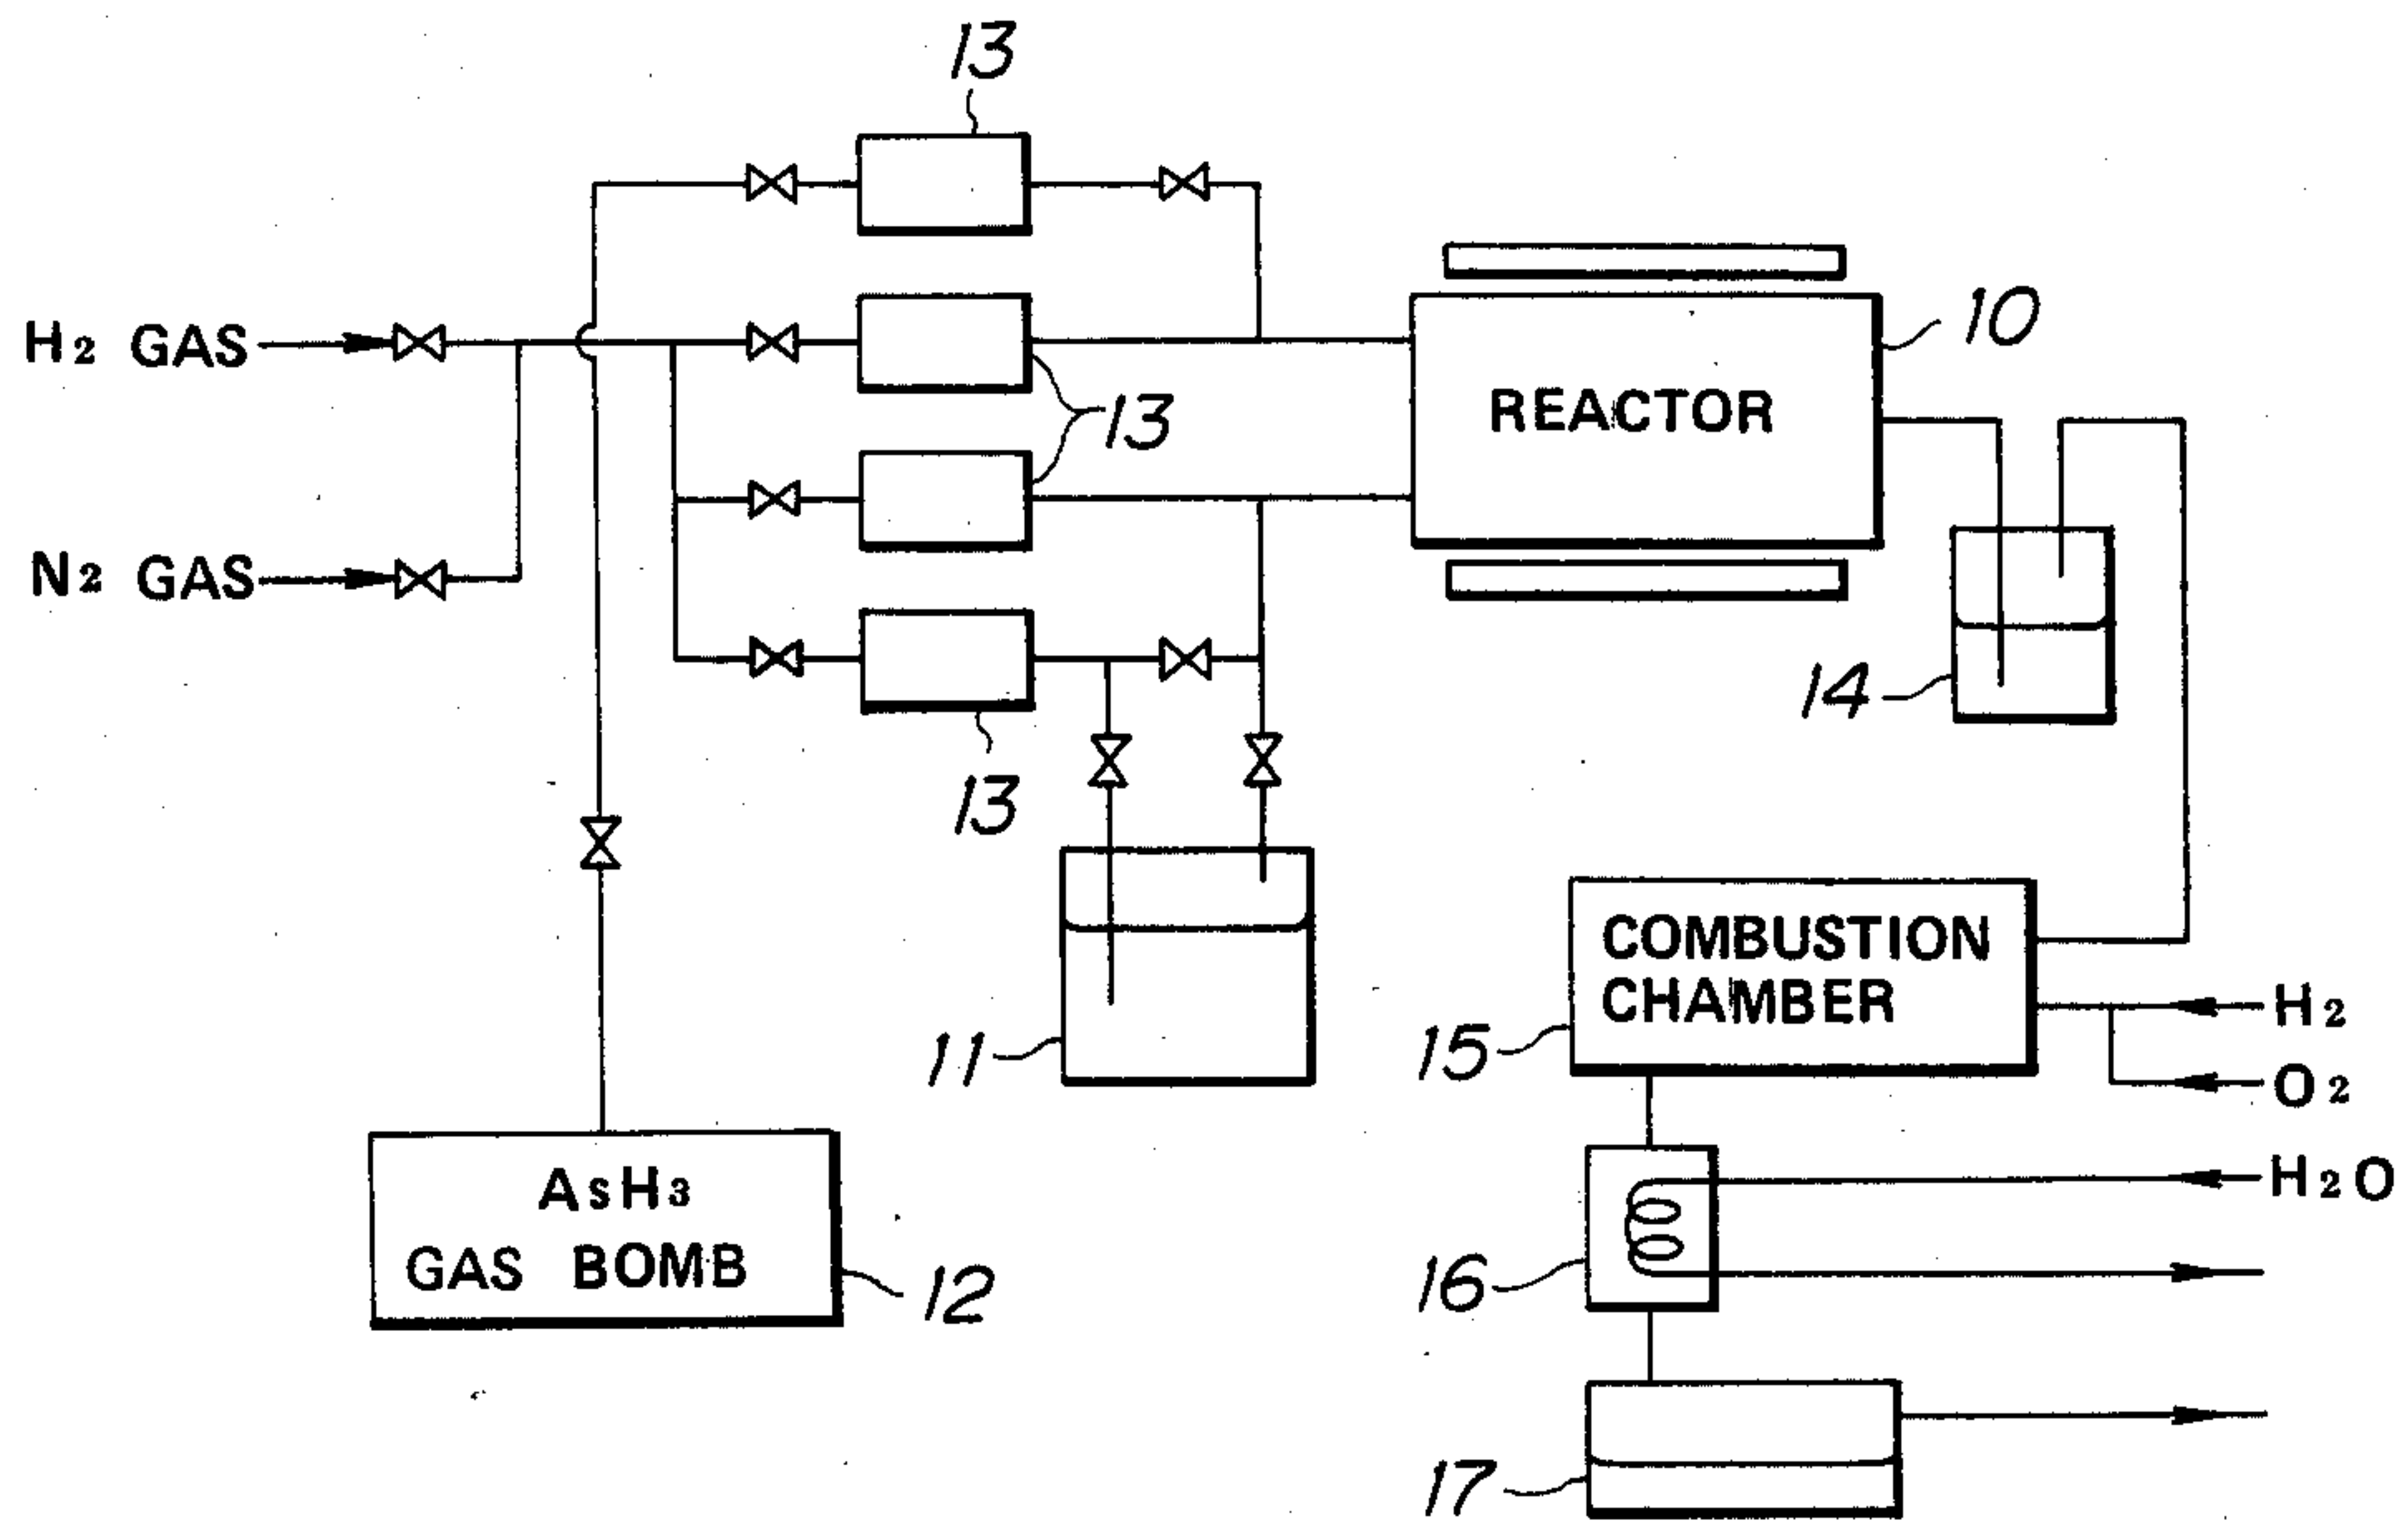 13
H2 GAS
10
REACTOR
13
N2 GAS
14
13
COMBUSTION
CHAMBER
H2
11
15
O2
AsH3
GAS BOMB
H2O
12
16
17